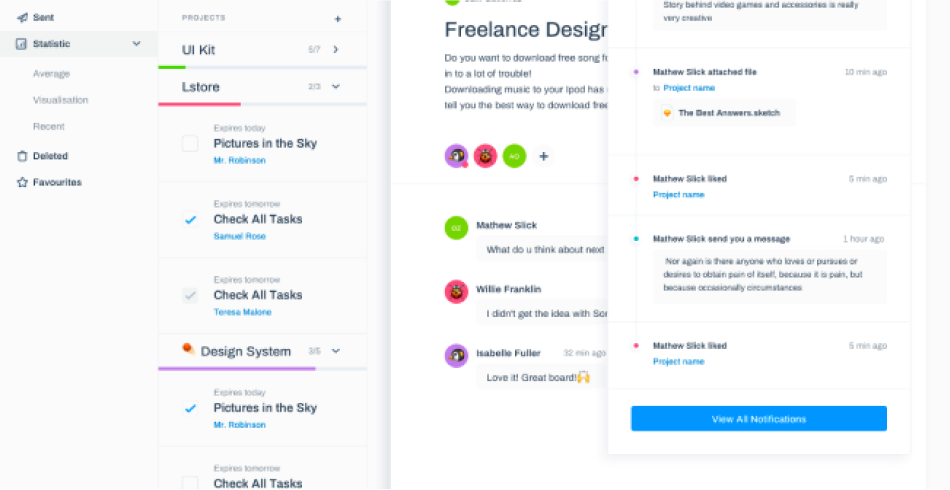 Sent
Statistic
Average
Visualisation
Recent
Deleted
Favourites
PROJECTS +
UI Kit 5/7
Lstore 2/3
Expires today
Pictures in the Sky
Mr. Robinson
Expires tomorrow
Check All Tasks
Samuel Rose
Expires tomorrow
Check All Tasks
Teresa Malone
Design System 3/5
Expires today
Pictures in the Sky
Mr. Robinson
Expires tomorrow
Check All Tasks
Freelance Design
Do you want to download free song
in to a lot of trouble!
Downloading music to your Ipod has
tell you the best way to download free
AO +
OZ
Mathew Slick
What do u think about next
Willie Franklin
I didn't get the idea with
Isabelle Fuller 32 min ago
Love it! Great board!🙌
Story behind video games and accessories is really
very creative
Mathew Slick attached file 10 min ago
to Project name
The Best Answers.sketch
Mathew Slick liked 5 min ago
Project name
Mathew Slick send you a message 1 hour ago
Nor again is there anyone who loves or pursues or
desires to obtain pain of itself, because it is pain, but
because occasionally circumstances
Mathew Slick liked 5 min ago
Project name
View All Notifications